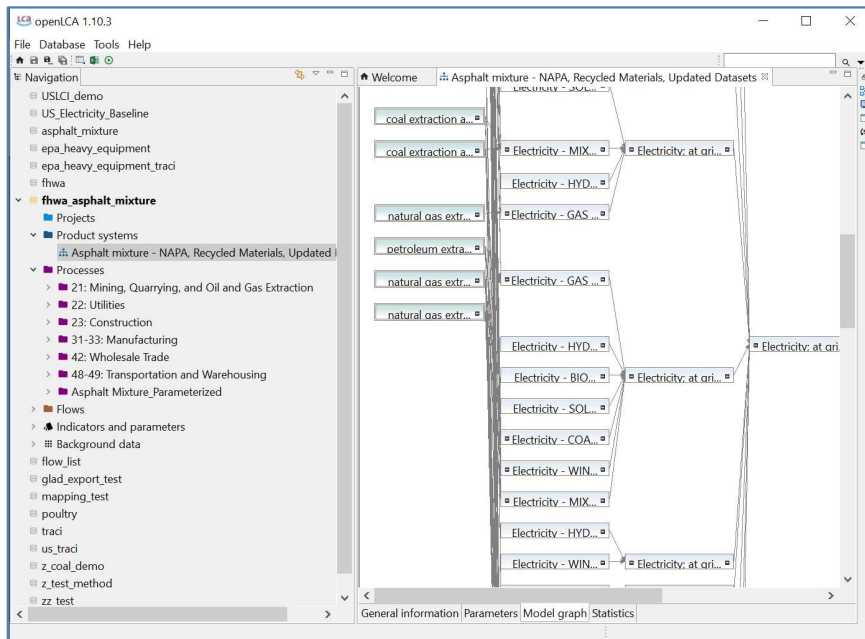 LCA openLCA 1.10.3
File Database Tools Help
Navigation
USLCI_demo
US_Electricity_Baseline
asphalt_mixture
epa_heavy_equipment
epa_heavy_equipment_traci
fhwa
fhwa_asphalt_mixture
Projects
Product systems
Asphalt mixture - NAPA, Recycled Materials, Updated
Processes
21: Mining, Quarrying, and Oil and Gas Extraction
22: Utilities
23: Construction
31-33: Manufacturing
42: Wholesale Trade
48-49: Transportation and Warehousing
Asphalt Mixture_Parameterized
Flows
Indicators and parameters
Background data
flow_list
glad_export_test
mapping_test
poultry
traci
us_traci
z_coal_demo
z_test_method
zz_test
Welcome
Asphalt mixture - NAPA, Recycled Materials, Updated Datasets
Electricity - SOL...
coal extraction a...
coal extraction a...
Electricity - MIX...
Electricity; at gri...
Electricity - HYD...
natural gas extr...
Electricity - GAS ...
petroleum extra...
natural gas extr...
Electricity - GAS ...
natural gas extr...
Electricity - HYD...
Electricity; at gri...
Electricity - BIO...
Electricity; at gri...
Electricity - SOL...
Electricity - COA...
Electricity - WIN...
Electricity - MIX...
Electricity - HYD...
Electricity - WIN...
Electricity; at gri...
General information Parameters Model graph Statistics